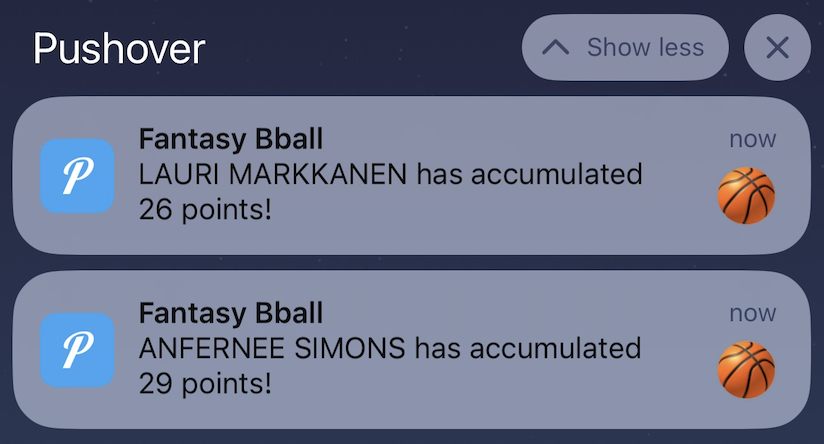 Pushover
Show less
Fantasy Bball
now
LAURI MARKKANEN has accumulated
26 points!
Fantasy Bball
now
ANFERNEE SIMONS has accumulated
29 points!